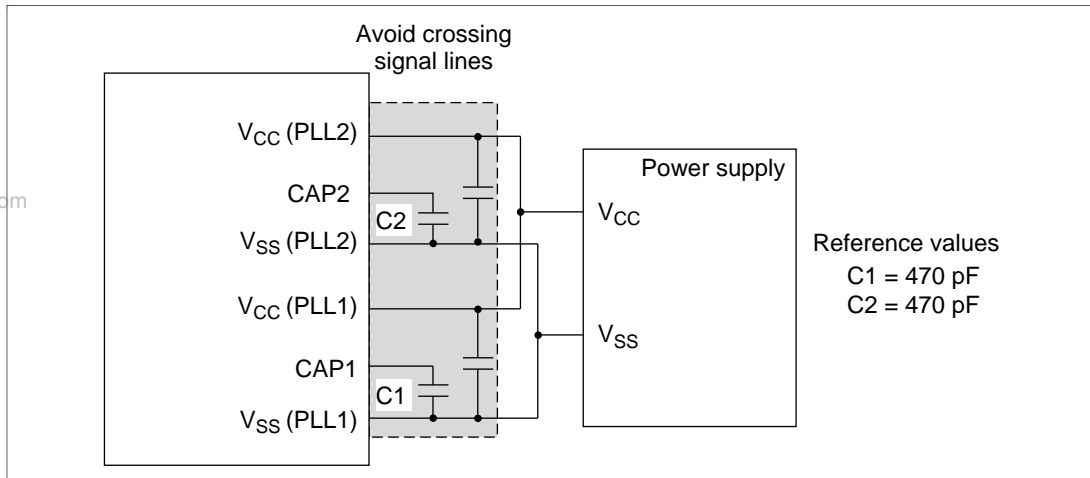 Avoid crossing
signal lines
VCC (PLL2)
CAP2
C2
VSS (PLL2)
VCC (PLL1)
CAP1
C1
VSS (PLL1)
Power supply
VCC
VSS
Reference values
C1 = 470 pF
C2 = 470 pF
om